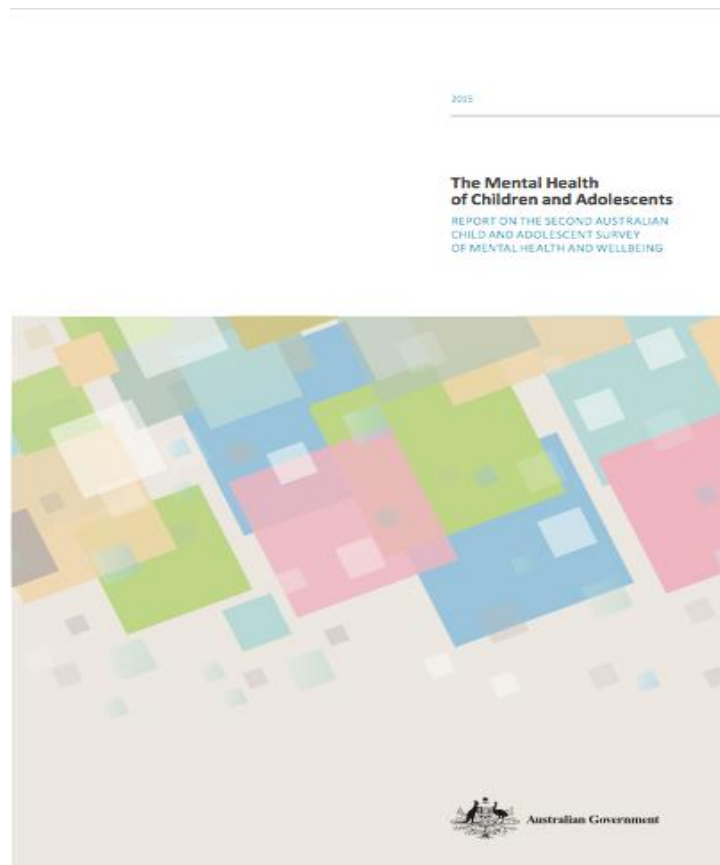 2015
The Mental Health
of Children and Adolescents
REPORT ON THE SECOND AUSTRALIAN
CHILD AND ADOLESCENT SURVEY
OF MENTAL HEALTH AND WELLBEING
Australian Government